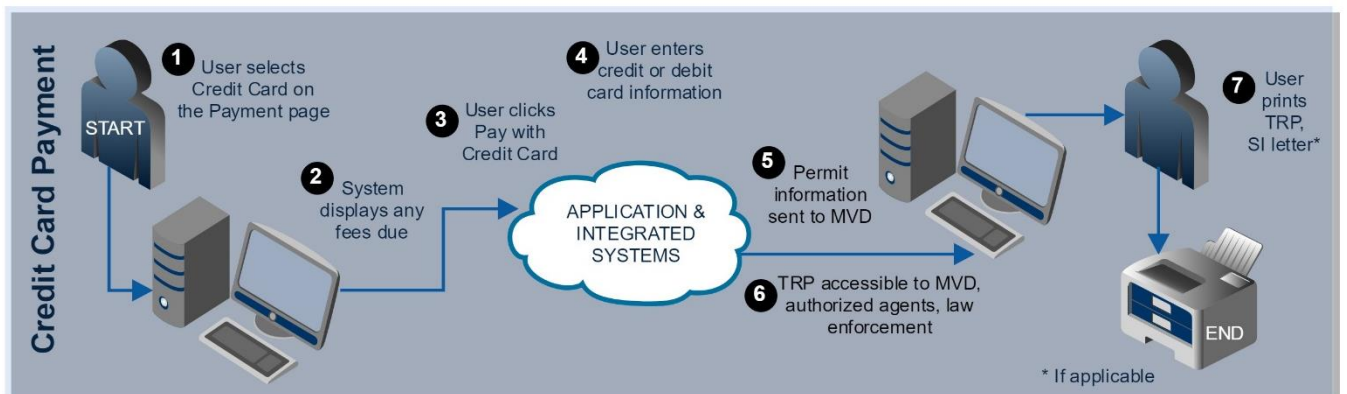 Credit Card Payment
START
1
User selects
Credit Card on
the Payment page
2
System
displays any
fees due
3
User clicks
Pay with
Credit Card
4
User enters
credit or debit
card information
APPLICATION &
INTEGRATED
SYSTEMS
5
Permit
information
sent to MVD
6
TRP accessible to MVD,
authorized agents, law
enforcement
7
User
prints
TRP,
SI letter*
END
* If applicable